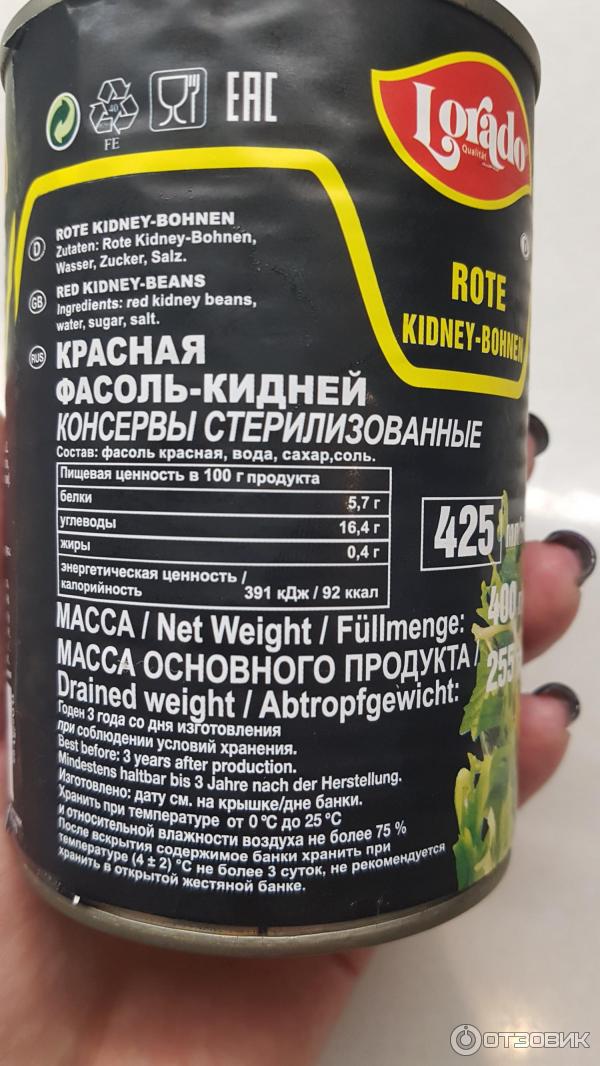 40
FE
EAC
Lorado
Qualität
ROTE
KIDNEY-BOHNEN
D
ROTE KIDNEY-BOHNEN
Zutaten: Rote Kidney-Bohnen,
Wasser, Zucker, Salz.
GB
RED KIDNEY-BEANS
Ingredients: red kidney beans,
water, sugar, salt.
RUS
КРАСНАЯ
ФАСОЛЬ-КИДНЕЙ
КОНСЕРВЫ СТЕРИЛИЗОВАННЫЕ
Состав: фасоль красная, вода, сахар,соль.
Пищевая ценность в 100 г продукта
белки 5,7 г
углеводы 16,4 г
жиры 0,4 г
энергетическая ценность /
калорийность 391 кДж / 92 ккал
425
МАССА / Net Weight / Füllmenge: 400
МАССА ОСНОВНОГО ПРОДУКТА /
Drained weight / Abtropfgewicht: 255
Годен 3 года со дня изготовления
при соблюдении условий хранения.
Best before: 3 years after production.
Mindestens haltbar bis 3 Jahre nach der Herstellung.
Изготовлено: дату см. на крышке/дне банки.
Хранить при температуре от 0 °C до 25 °C
и относительной влажности воздуха не более 75 %
После вскрытия содержимое банки хранить при
температуре (4 ± 2) °C не более 3 суток, не рекомендуется
хранить в открытой жестяной банке.
ОТЗОВИК